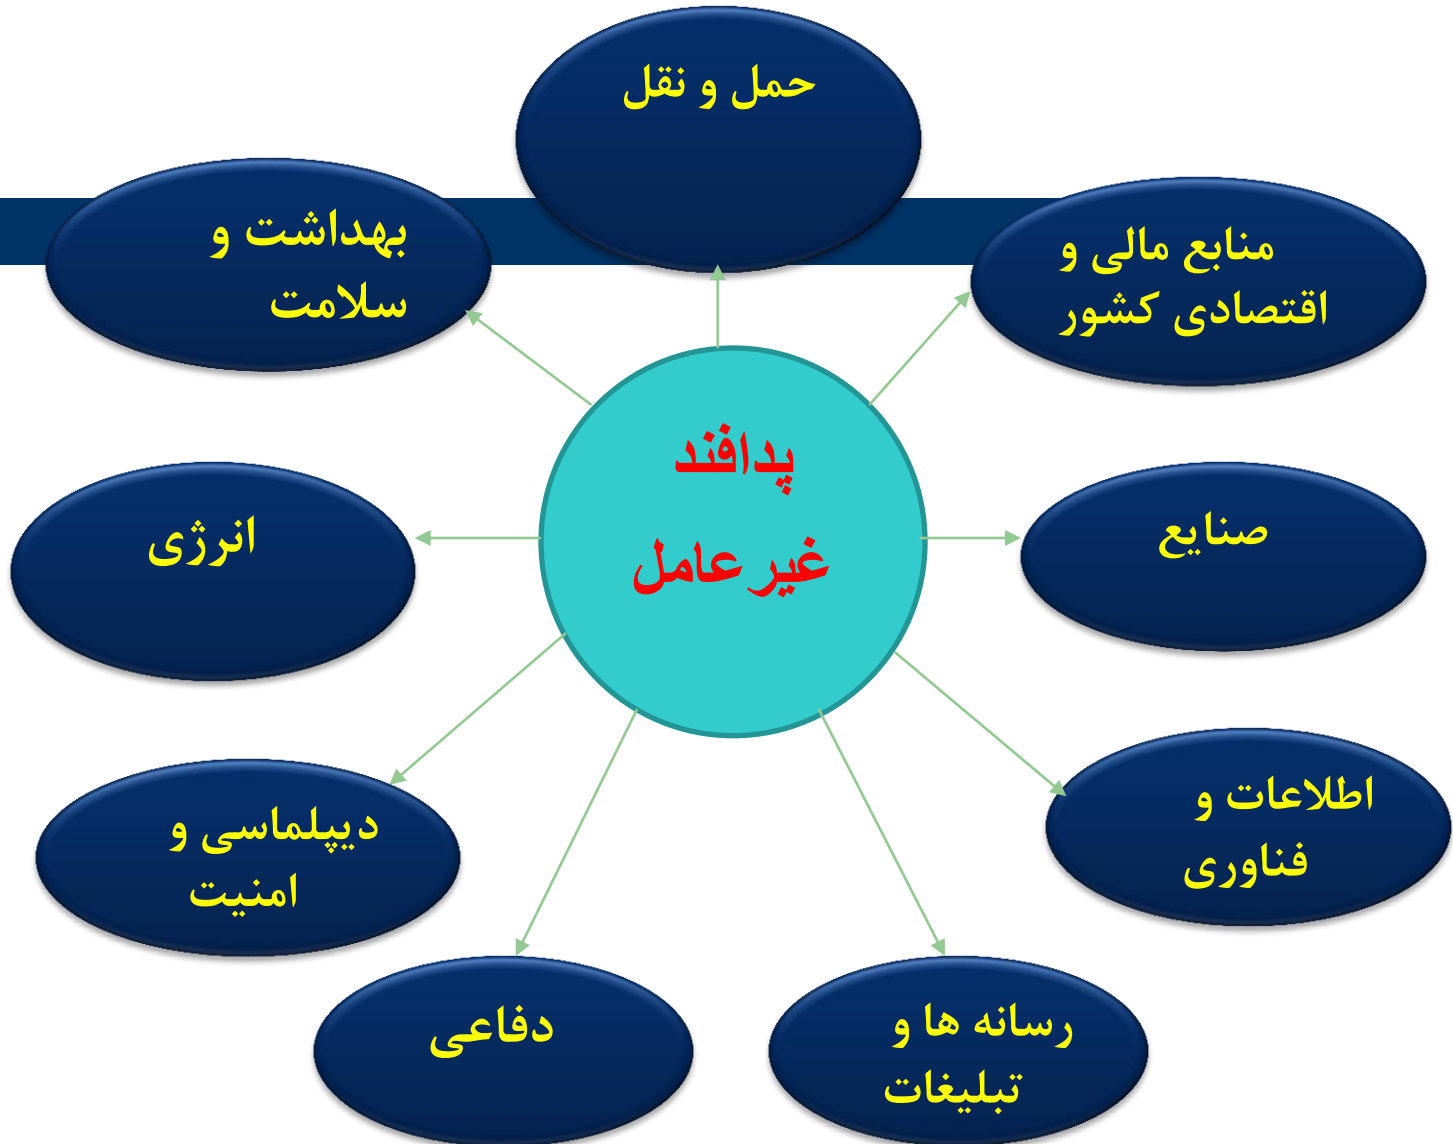 حمل و نقل
بهداشت و
سلامت
منابع مالی و
اقتصادی کشور
پدافند
غیرعامل
انرژی
صنایع
دیپلماسی و
امنیت
اطلاعات و
فناوری
دفاعی
رسانه ها و
تبلیغات